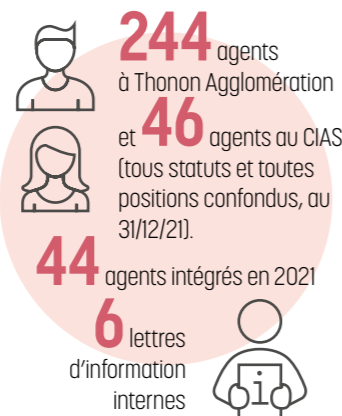 244 agents
à Thonon Agglomération
et 46 agents au CIAS
(tous statuts et toutes
positions confondus, au
31/12/21).
44 agents intégrés en 2021
6 lettres
d'information
internes
i